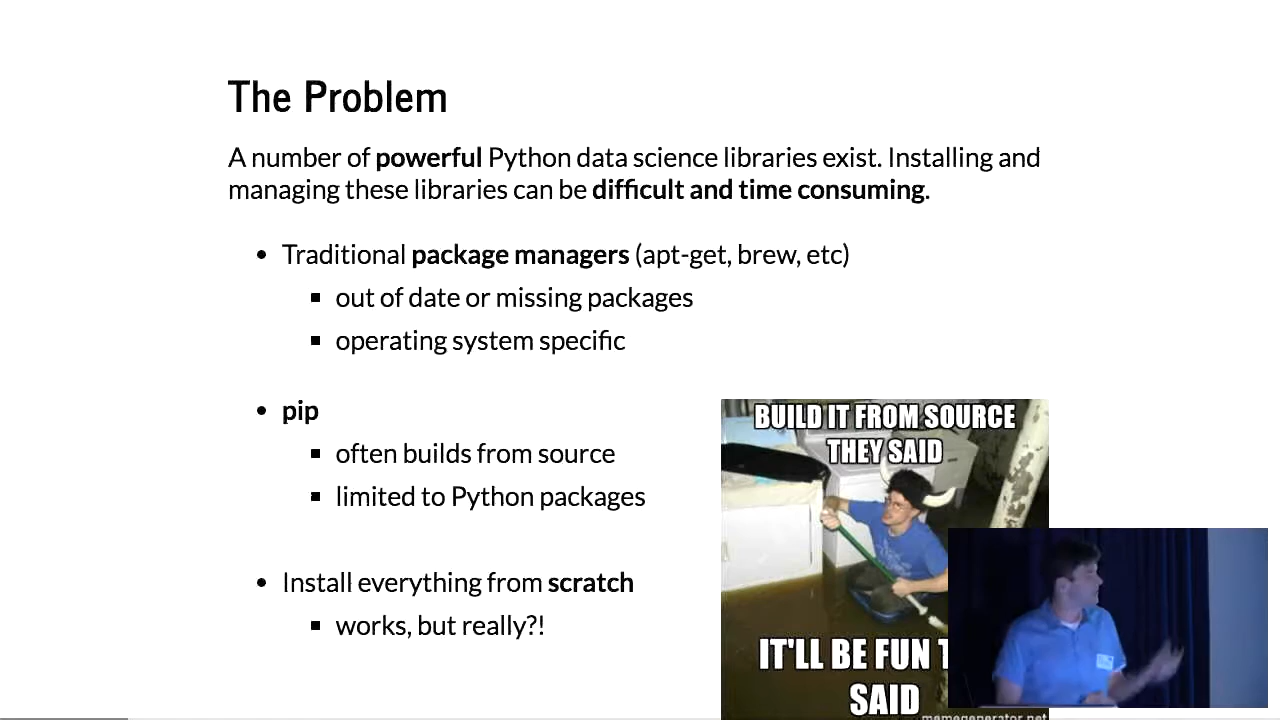 The Problem
A number of powerful Python data science libraries exist. Installing and
managing these libraries can be difficult and time consuming.
• Traditional package managers (apt-get, brew, etc)
▪ out of date or missing packages
▪ operating system specific
• pip
▪ often builds from source
▪ limited to Python packages
• Install everything from scratch
▪ works, but really?!
BUILD IT FROM SOURCE
THEY SAID
IT'LL BE FUN
SAID
memegenerator.net